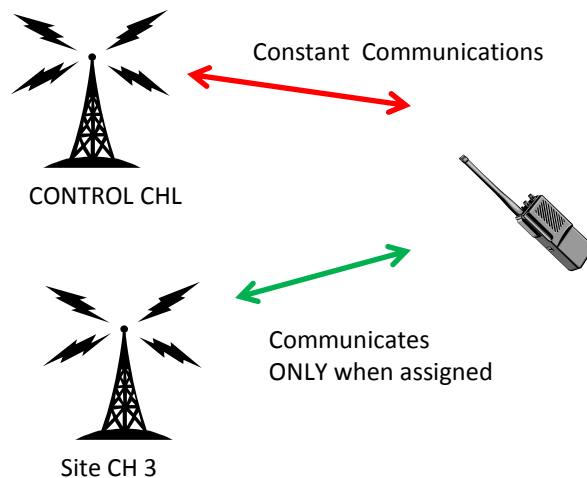 Constant Communications
CONTROL CHL
Communicates
ONLY when assigned
Site CH 3